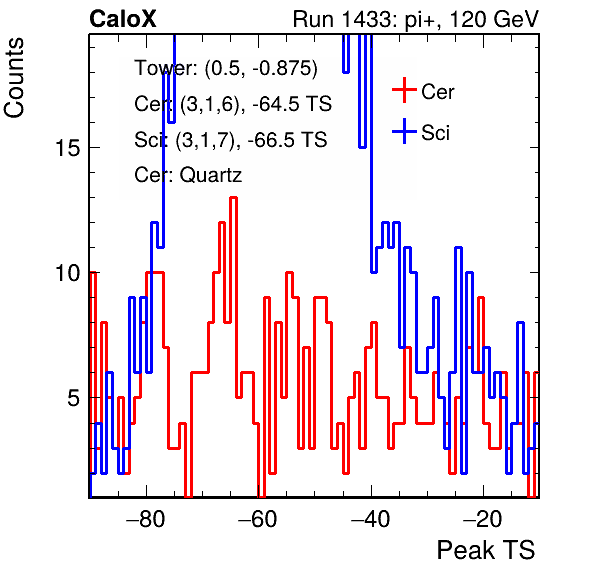 CaloX Run 1433: pi+, 120 GeV
Counts
Tower: (0.5, -0.875)
Cer: (3,1,6), -64.5 TS
Sci: (3,1,7), -66.5 TS
Cer: Quartz
Cer
Sci
15
10
5
−80 −60 −40 −20
Peak TS